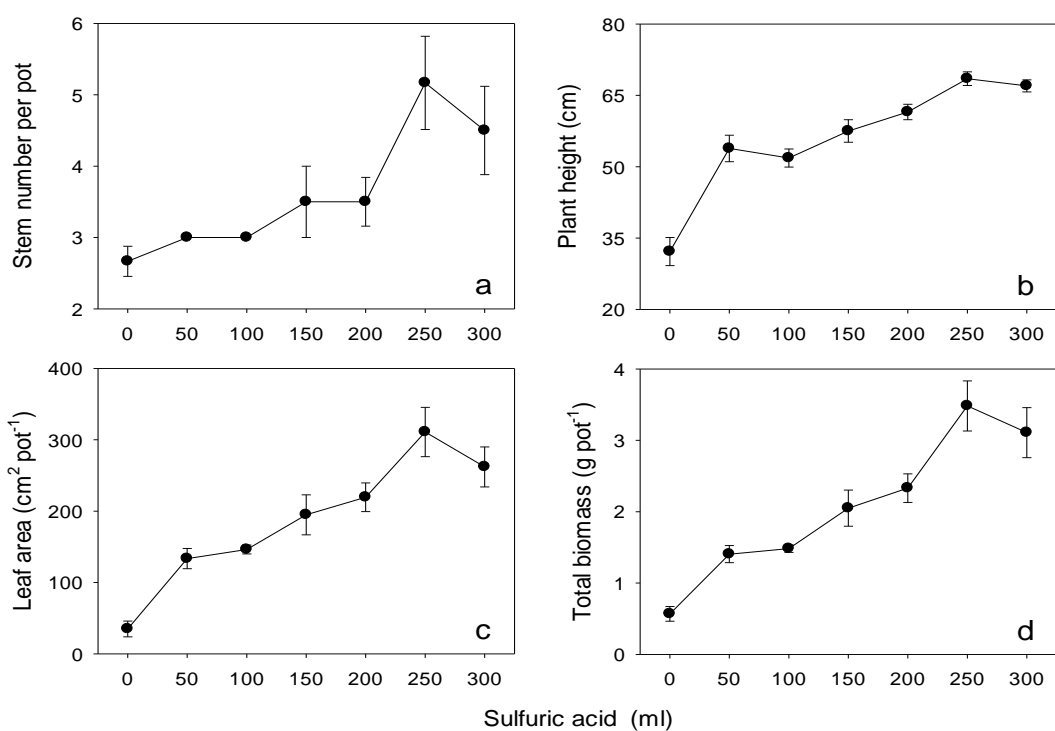 Stem number per pot
6
5
4
3
2
0 50 100 150 200 250 300
a
Plant height (cm)
80
65
50
35
20
0 50 100 150 200 250 300
b
Leaf area (cm² pot⁻¹)
400
300
200
100
0
0 50 100 150 200 250 300
c
Total biomass (g pot⁻¹)
4
3
2
1
0
0 50 100 150 200 250 300
d
Sulfuric acid (ml)